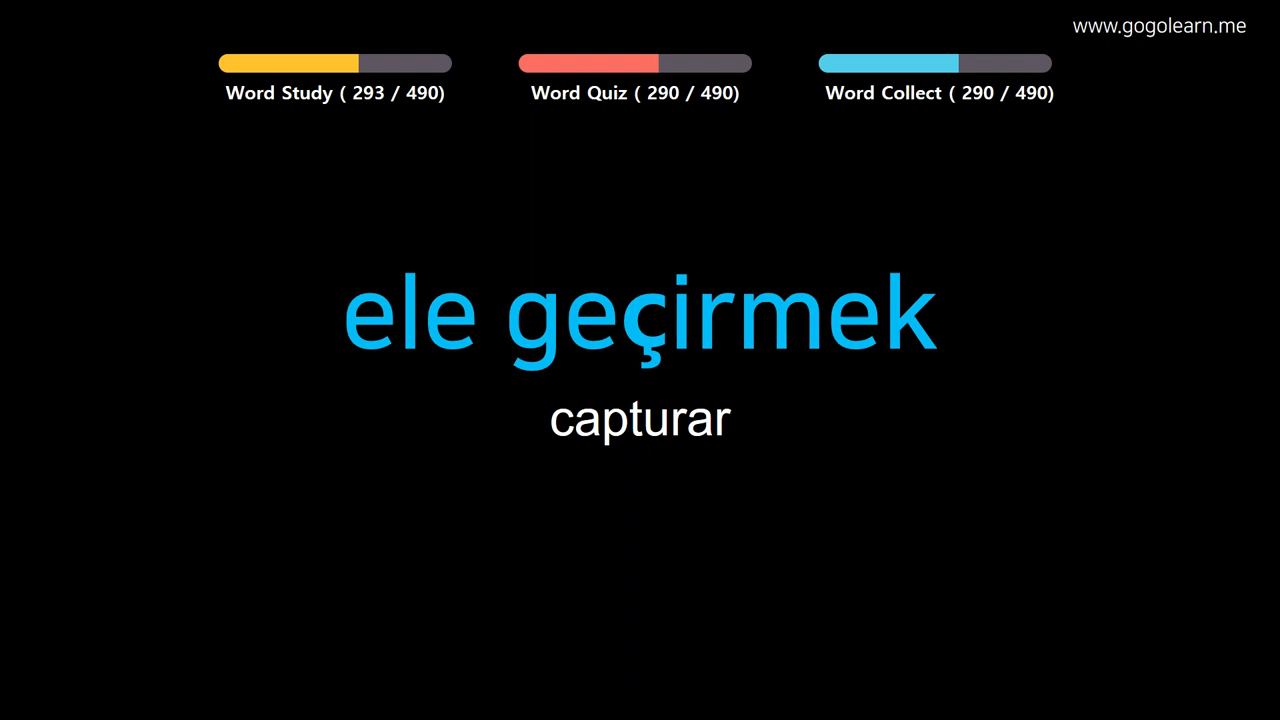 www.gogolearn.me
Word Study ( 293 / 490)
Word Quiz ( 290 / 490)
Word Collect ( 290 / 490)
ele geçirmek
capturar